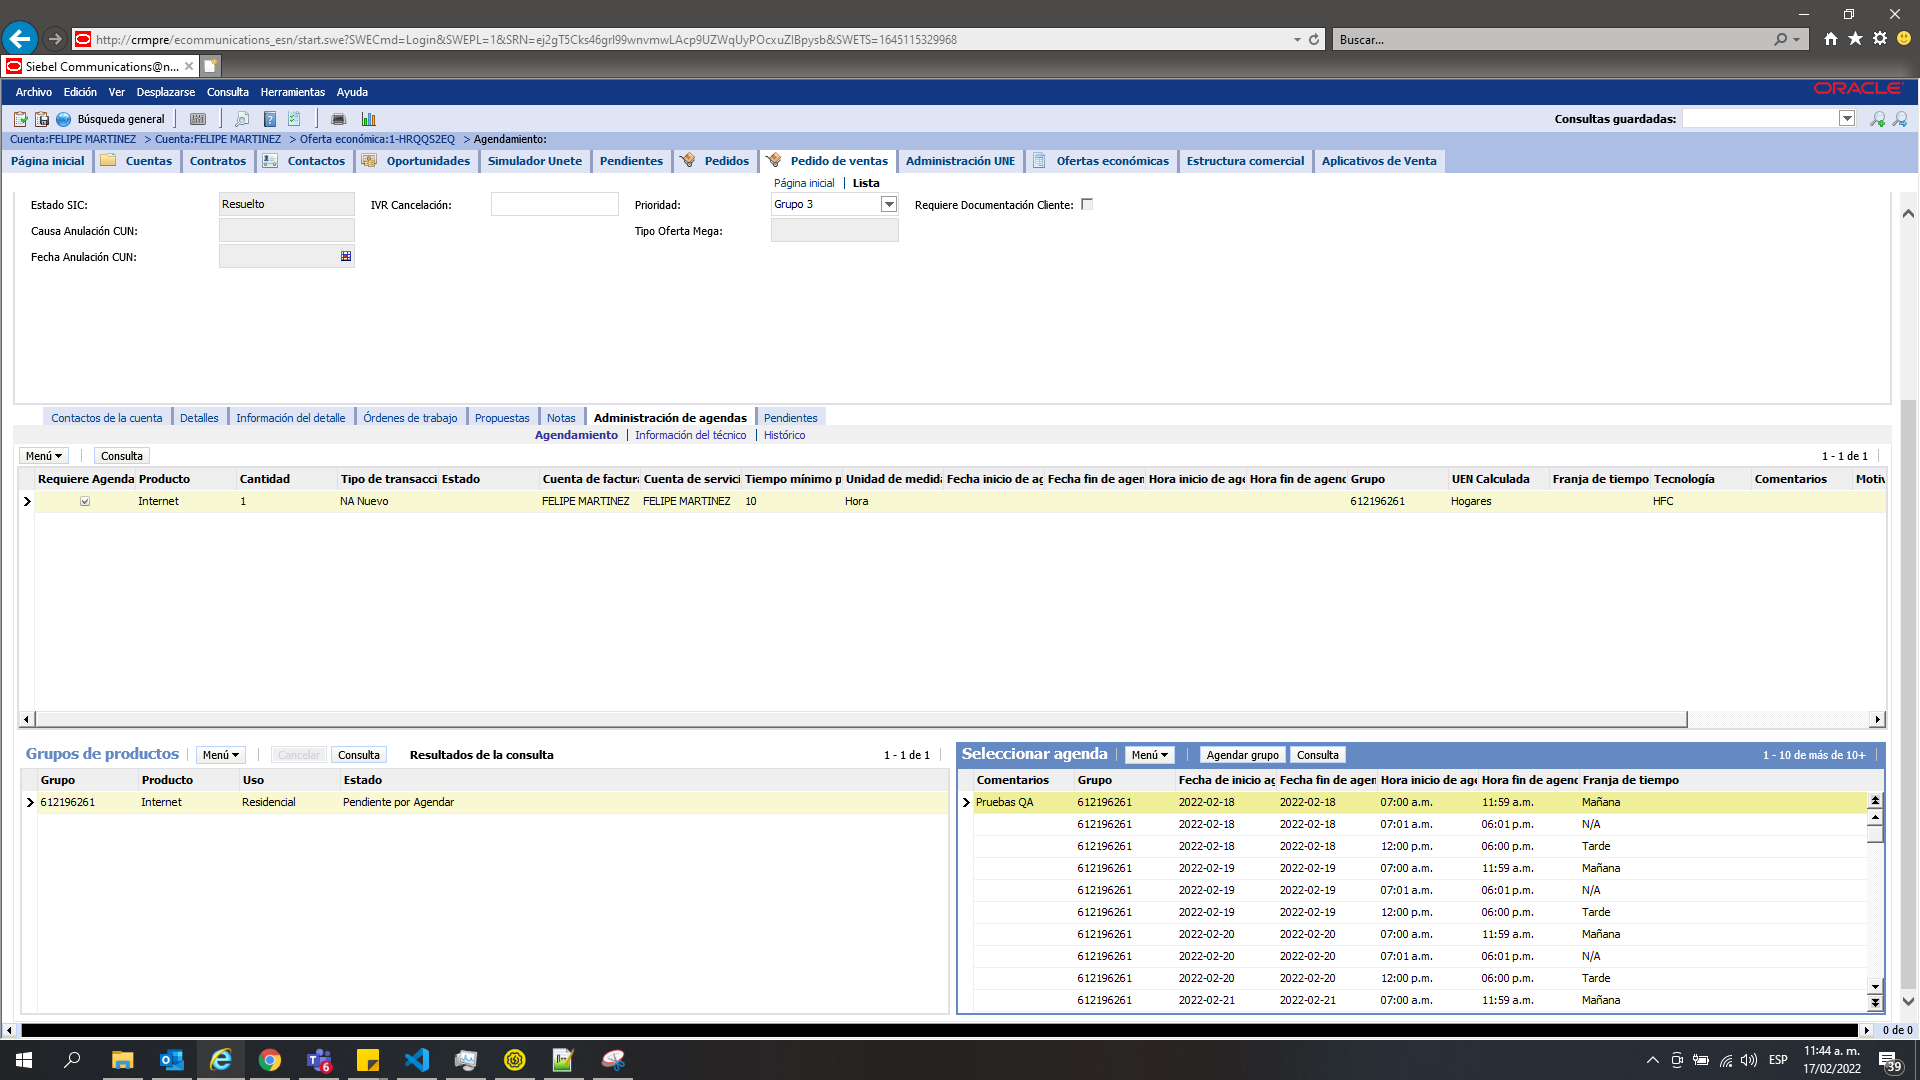 http://crmpre/ecommunications_esn/start.swe?SWECmd=Login&SWEPL=1&SRN=ej2gT5Cks46grI99wnvmwLAcp9UZWqUyPOcxuZIBpysb&SWETS=1645115329968
Buscar...
Siebel Communications@n...
Archivo Edición Ver Desplazarse Consulta Herramientas Ayuda
ORACLE
Búsqueda general
Consultas guardadas:
Cuenta:FELIPE MARTINEZ > Cuenta:FELIPE MARTINEZ > Oferta económica:1-HRQQS2EQ > Agendamiento:
Página inicial Cuentas Contratos Contactos Oportunidades Simulador Unete Pendientes Pedidos Pedido de ventas Administración UNE Ofertas económicas Estructura comercial Aplicativos de Venta
Página inicial | Lista
Estado SIC: Resuelto IVR Cancelación: Prioridad: Grupo 3 Requiere Documentación Cliente:
Causa Anulación CUN: Tipo Oferta Mega:
Fecha Anulación CUN:
Contactos de la cuenta Detalles Información del detalle Órdenes de trabajo Propuestas Notas Administración de agendas Pendientes
Agendamiento | Información del técnico | Histórico
Menú Consulta 1 - 1 de 1
Requiere Agenda Producto Cantidad Tipo de transacci Estado Cuenta de factura Cuenta de servici Tiempo mínimo p Unidad de medida Fecha inicio de ag Fecha fin de agen Hora inicio de age Hora fin de agend Grupo UEN Calculada Franja de tiempo Tecnología Comentarios Motiv
Internet 1 NA Nuevo FELIPE MARTINEZ FELIPE MARTINEZ 10 Hora 612196261 Hogares HFC
Grupos de productos Menú Cancelar Consulta Resultados de la consulta 1 - 1 de 1
Grupo Producto Uso Estado
612196261 Internet Residencial Pendiente por Agendar
Seleccionar agenda Menú Agendar grupo Consulta 1 - 10 de más de 10+
Comentarios Grupo Fecha de inicio ag Fecha fin de agen Hora inicio de age Hora fin de agend Franja de tiempo
Pruebas QA 612196261 2022-02-18 2022-02-18 07:00 a.m. 11:59 a.m. Mañana
612196261 2022-02-18 2022-02-18 07:01 a.m. 06:01 p.m. N/A
612196261 2022-02-18 2022-02-18 12:00 p.m. 06:00 p.m. Tarde
612196261 2022-02-19 2022-02-19 07:00 a.m. 11:59 a.m. Mañana
612196261 2022-02-19 2022-02-19 07:01 a.m. 06:01 p.m. N/A
612196261 2022-02-19 2022-02-19 12:00 p.m. 06:00 p.m. Tarde
612196261 2022-02-20 2022-02-20 07:00 a.m. 11:59 a.m. Mañana
612196261 2022-02-20 2022-02-20 07:01 a.m. 06:01 p.m. N/A
612196261 2022-02-20 2022-02-20 12:00 p.m. 06:00 p.m. Tarde
612196261 2022-02-21 2022-02-21 07:00 a.m. 11:59 a.m. Mañana
0 de 0
6
ESP
11:44 a. m.
17/02/2022
39